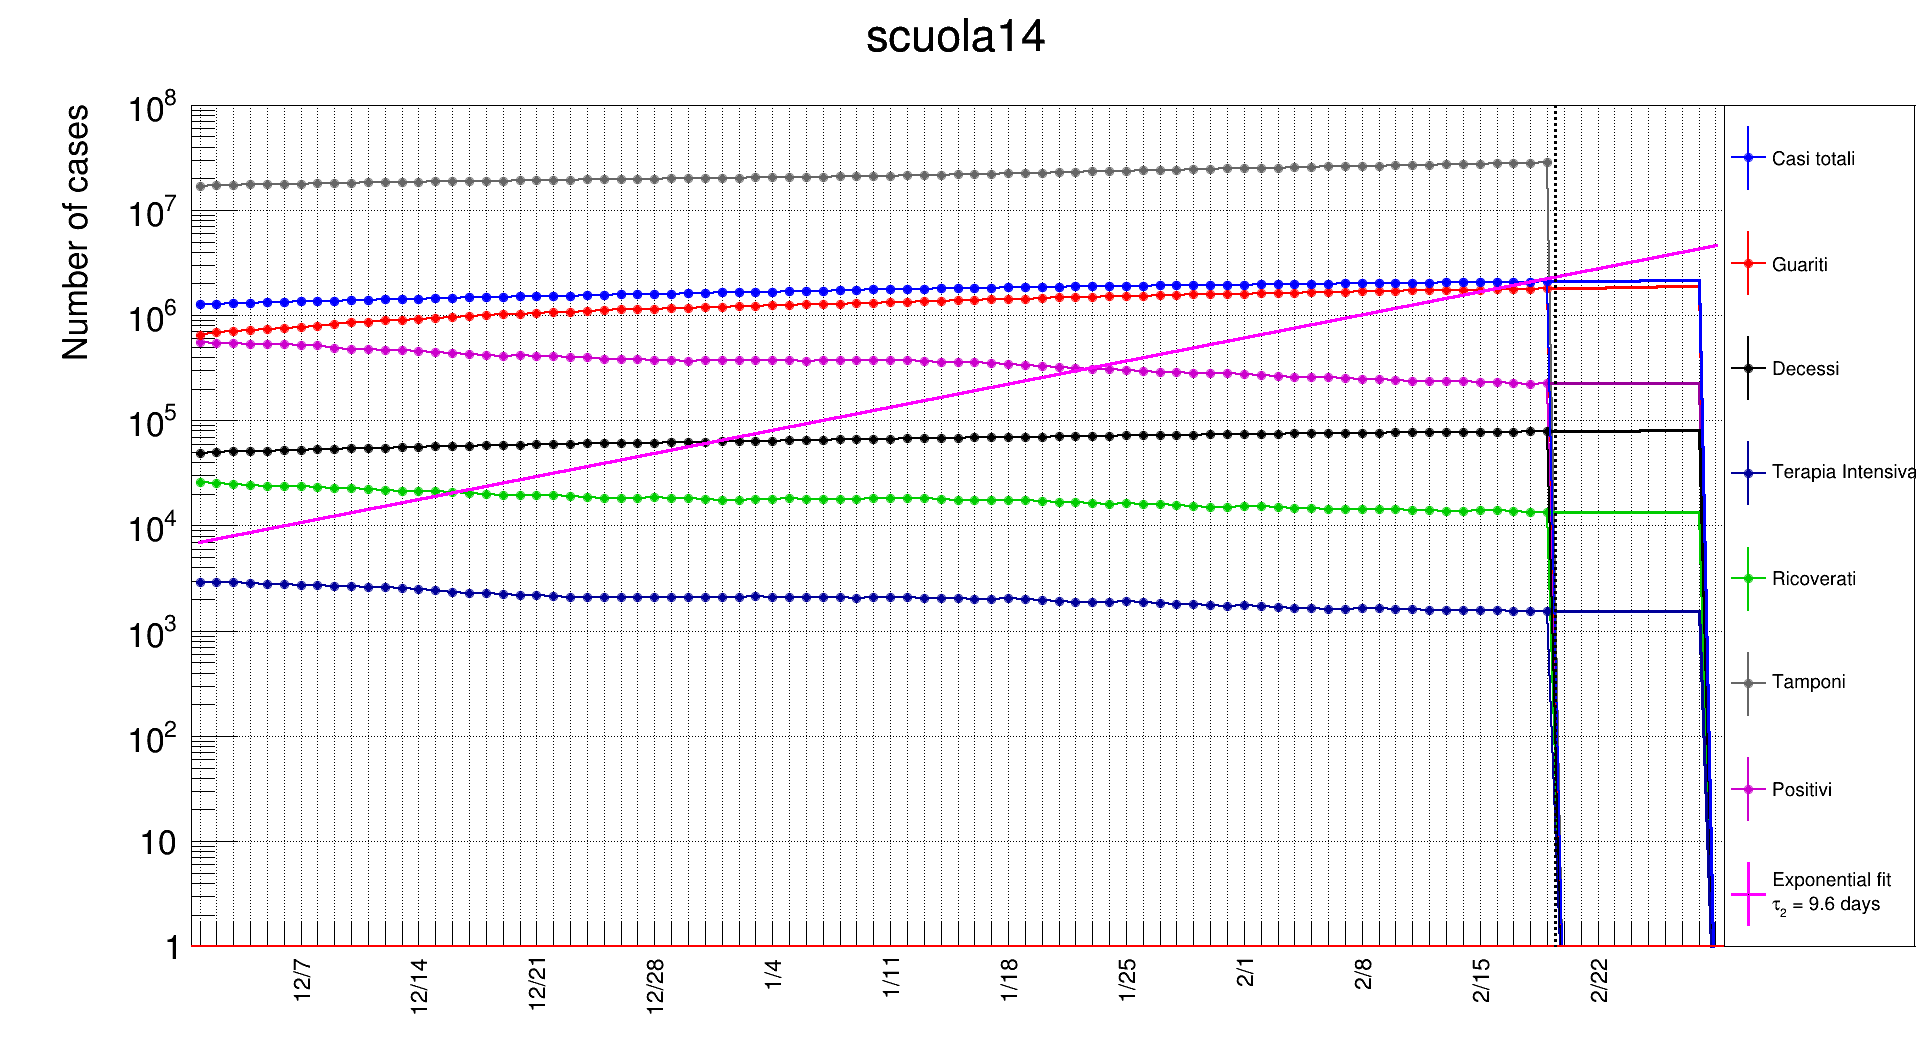 scuola14
Number of cases
10^8
10^7
10^6
10^5
10^4
10^3
10^2
10
1
12/7
12/14
12/21
12/28
1/4
1/11
1/18
1/25
2/1
2/8
2/15
2/22
Casi totali
Guariti
Decessi
Terapia Intensiva
Ricoverati
Tamponi
Positivi
Exponential fit
τ₂ = 9.6 days